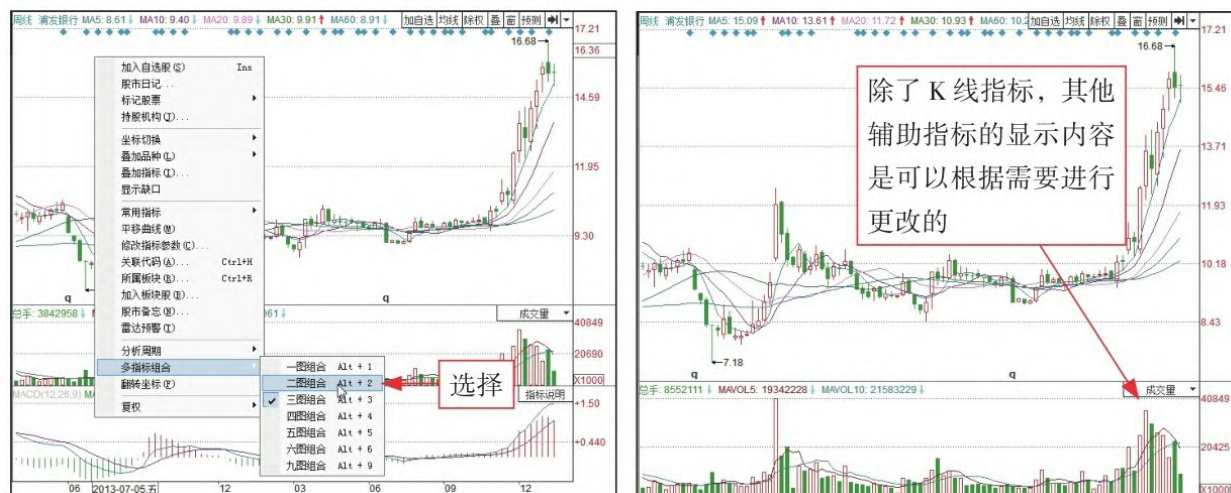 周线 浦发银行 MA5: 8.61↓ MA10: 9.40↓ MA20: 9.89↓ MA30: 9.91↑ MA60: 8.91↓
加自选 均线 除权 叠 窗 预测
17.21
16.68
16.36
14.59
11.95
9.30
加入自选股(S) Ins
股市日记...
标记股票
持股机构(J)...
坐标切换
叠加品种(L)
叠加指标(I)...
显示缺口
常用指标
平移曲线(M)
修改指标参数(C)...
关联代码(A)... Ctrl+H
所属板块(R)... Ctrl+R
加入板块股(B)...
股市备忘(N)...
雷达预警(T)
分析周期
多指标组合
翻转坐标(F)
复权
q
q
总手: 3842958↓
961↓
成交量
40849
20690
X1000
一图组合 Alt + 1
二图组合 Alt + 2
三图组合 Alt + 3
四图组合 Alt + 4
五图组合 Alt + 5
六图组合 Alt + 6
九图组合 Alt + 9
选择
MACD(12,26,9)
指标说明
+1.50
+0.440
06 2013-07-05,五 12 03 06 09 12
周线 浦发银行 MA5: 15.09↑ MA10: 13.61↑ MA20: 11.72↑ MA30: 10.93↑ MA60: 10.2
加自选 均线 除权 叠 窗 预测
17.21
16.68
15.46
13.71
11.93
10.18
8.43
除了 K 线指标，其他
辅助指标的显示内容
是可以根据需要进行
更改的
7.18
q
q
总手: 8552111↓ MAVOL5: 19342228↓ MAVOL10: 21583229↓
成交量
40849
20425
X1000